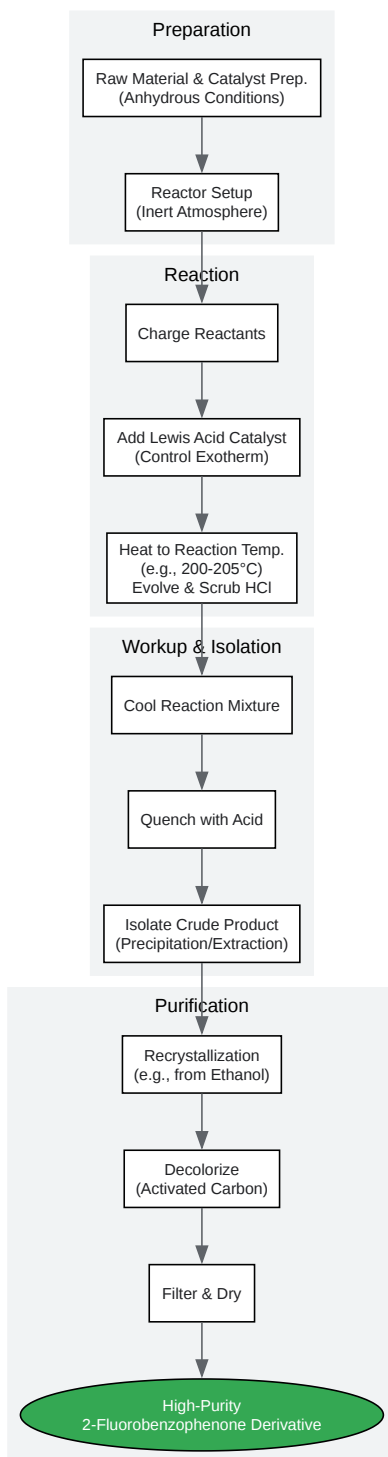 Preparation
Raw Material & Catalyst Prep.
(Anhydrous Conditions)
Reactor Setup
(Inert Atmosphere)
Reaction
Charge Reactants
Add Lewis Acid Catalyst
(Control Exotherm)
Heat to Reaction Temp.
(e.g., 200-205°C)
Evolve & Scrub HCl
Workup & Isolation
Cool Reaction Mixture
Quench with Acid
Isolate Crude Product
(Precipitation/Extraction)
Purification
Recrystallization
(e.g., from Ethanol)
Decolorize
(Activated Carbon)
Filter & Dry
High-Purity
2-Fluorobenzophenone Derivative